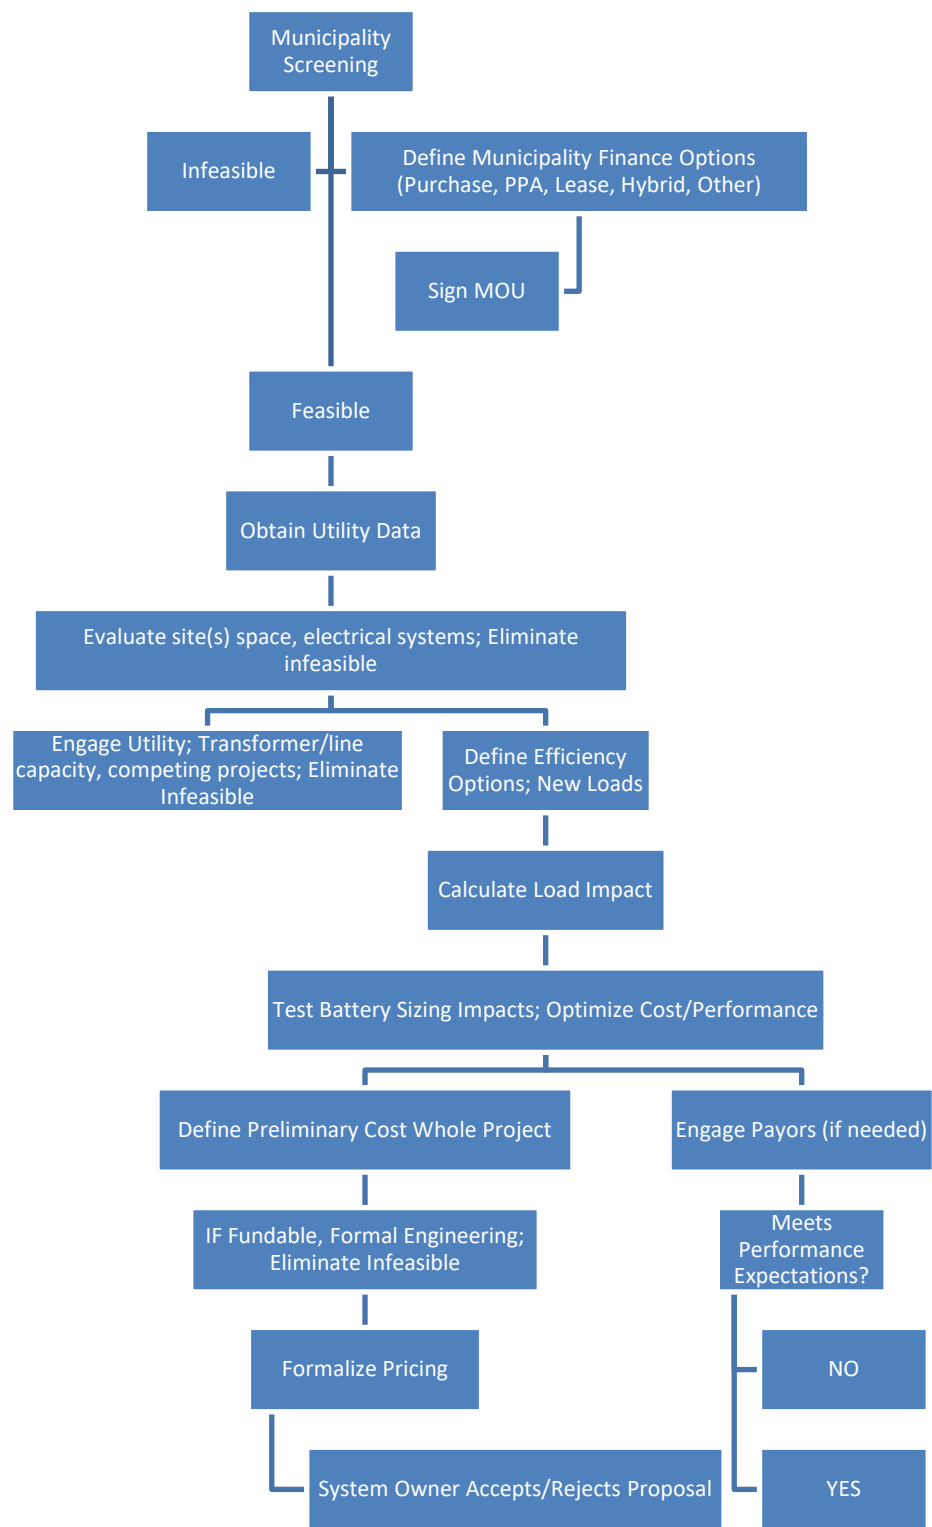 Municipality
Screening
Infeasible
Define Municipality Finance Options
(Purchase, PPA, Lease, Hybrid, Other)
Sign MOU
Feasible
Obtain Utility Data
Evaluate site(s) space, electrical systems; Eliminate
infeasible
Engage Utility; Transformer/line
capacity, competing projects; Eliminate
Infeasible
Define Efficiency
Options; New Loads
Calculate Load Impact
Test Battery Sizing Impacts; Optimize Cost/Performance
Define Preliminary Cost Whole Project
Engage Payors (if needed)
IF Fundable, Formal Engineering;
Eliminate Infeasible
Meets
Performance
Expectations?
Formalize Pricing
NO
System Owner Accepts/Rejects Proposal
YES